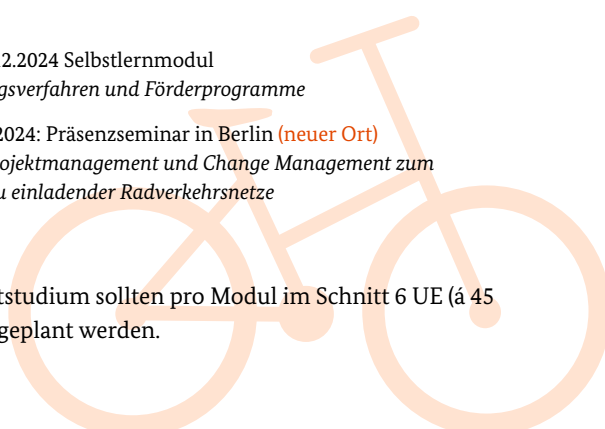 2.2024 Selbstlernmodul
gsverfahren und Förderprogramme
2024: Präsenzseminar in Berlin (neuer Ort)
ojektmanagement und Change Management zum
u einladender Radverkehrsnetze
tstudium sollten pro Modul im Schnitt 6 UE (á 45
geplant werden.